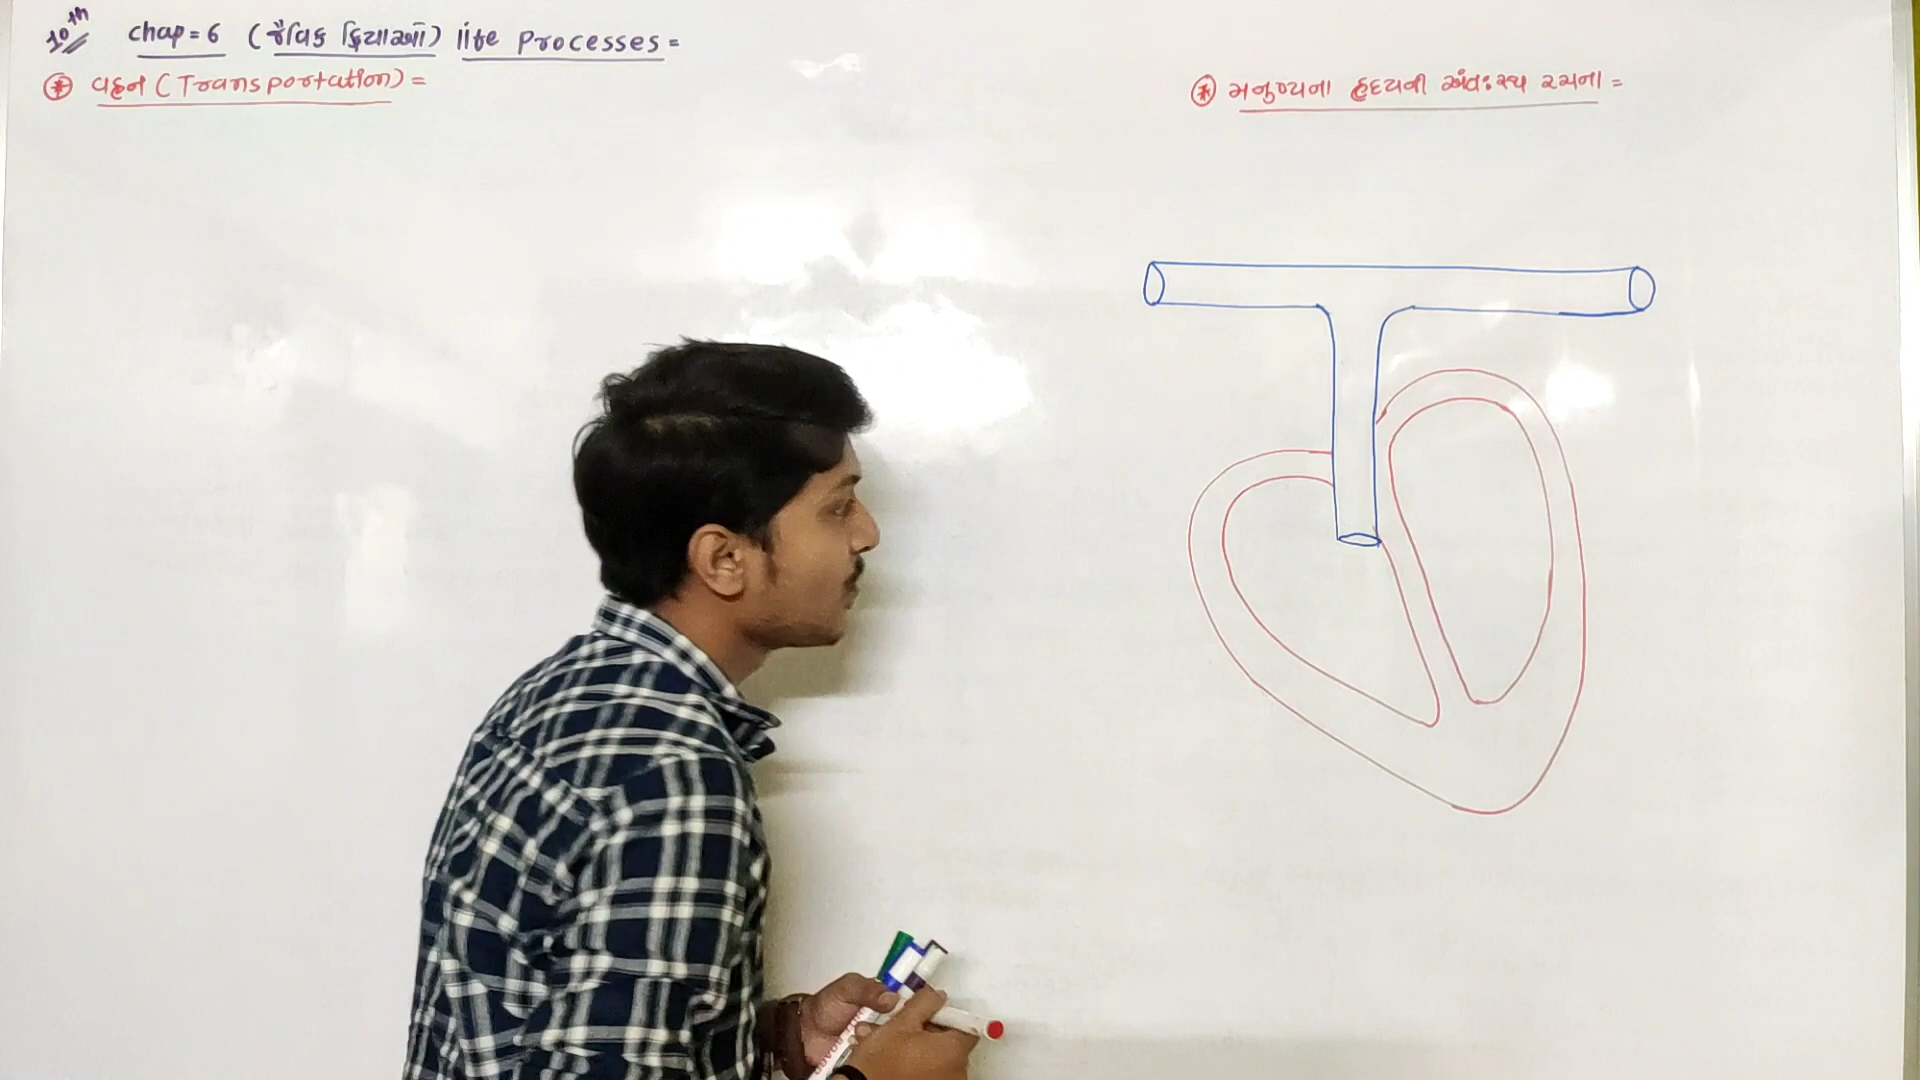 10th chap = 6 (જૈવિક ક્રિયાઓ) life Processes =
* વહન (Transportation) =
* મનુષ્યના હૃદયની અંતઃસ્થ રચના =